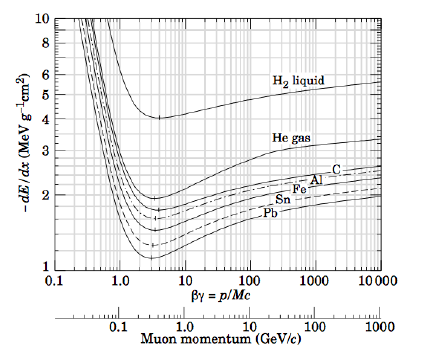 10
8
6
5
4
3
2
1
-dE/dx (MeV g⁻¹cm²)
H₂ liquid
He gas
C
Al
Fe
Sn
Pb
0.1 1.0 10 100 1000 10000
βγ = p/Mc
0.1 1.0 10 100 1000
Muon momentum (GeV/c)